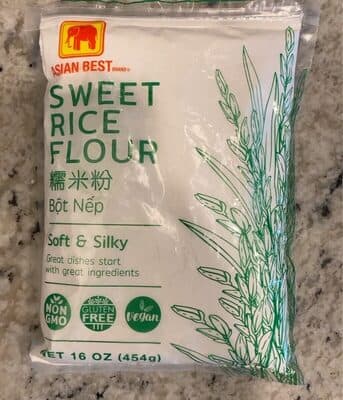 ASIAN BEST BRAND®
SWEET
RICE
FLOUR
糯米粉
Bột Nếp
Soft & Silky
Great dishes start
with great ingredients
NON
GMO
GLUTEN
FREE
Vegan
NET 16 OZ (454g)